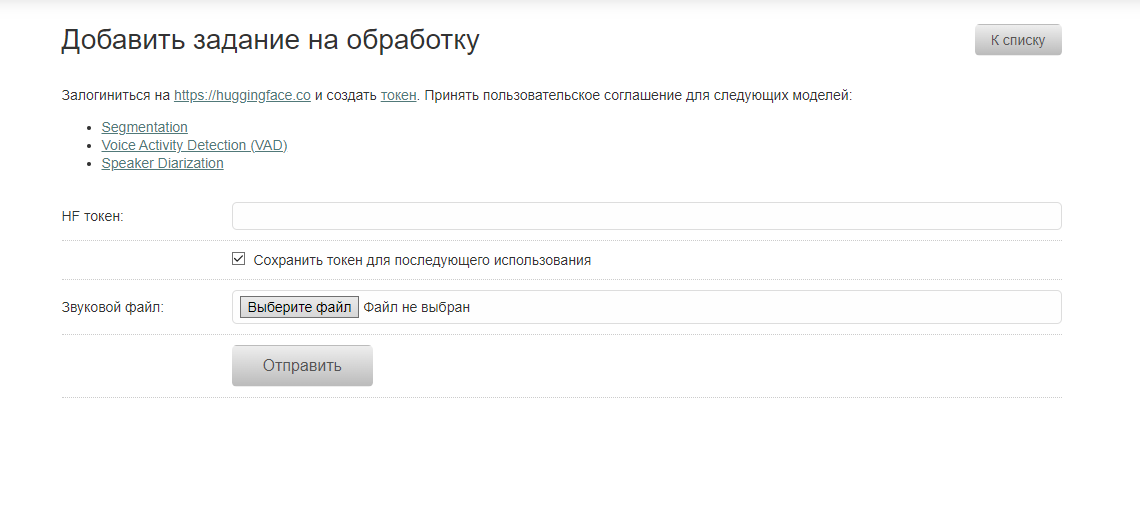 Добавить задание на обработку
К списку
Залогиниться на https://huggingface.co и создать токен. Принять пользовательское соглашение для следующих моделей:
Segmentation
Voice Activity Detection (VAD)
Speaker Diarization
HF токен:
Сохранить токен для последующего использования
Звуковой файл: Выберите файл Файл не выбран
Отправить